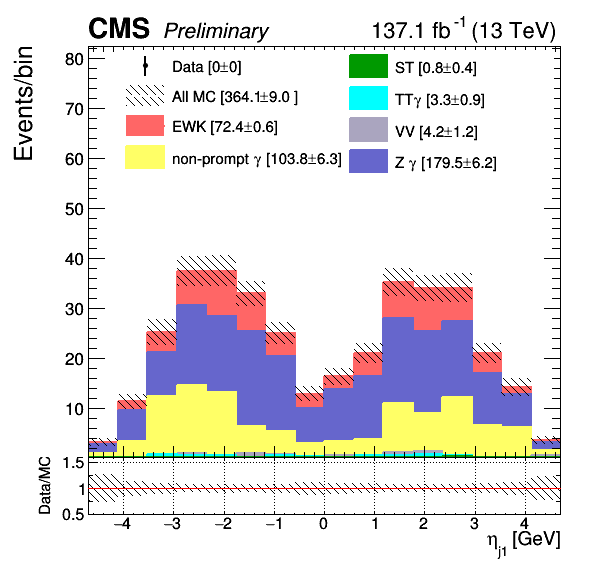 CMS Preliminary 137.1 fb⁻¹ (13 TeV)
Events/bin
Data [0±0]
All MC [364.1±9.0 ]
EWK [72.4±0.6]
non-prompt γ [103.8±6.3]
ST [0.8±0.4]
TTγ [3.3±0.9]
VV [4.2±1.2]
Z γ [179.5±6.2]
80
70
60
50
40
30
20
10
Data/MC
1.5
1
0.5
−4 −3 −2 −1 0 1 2 3 4
η_j1 [GeV]